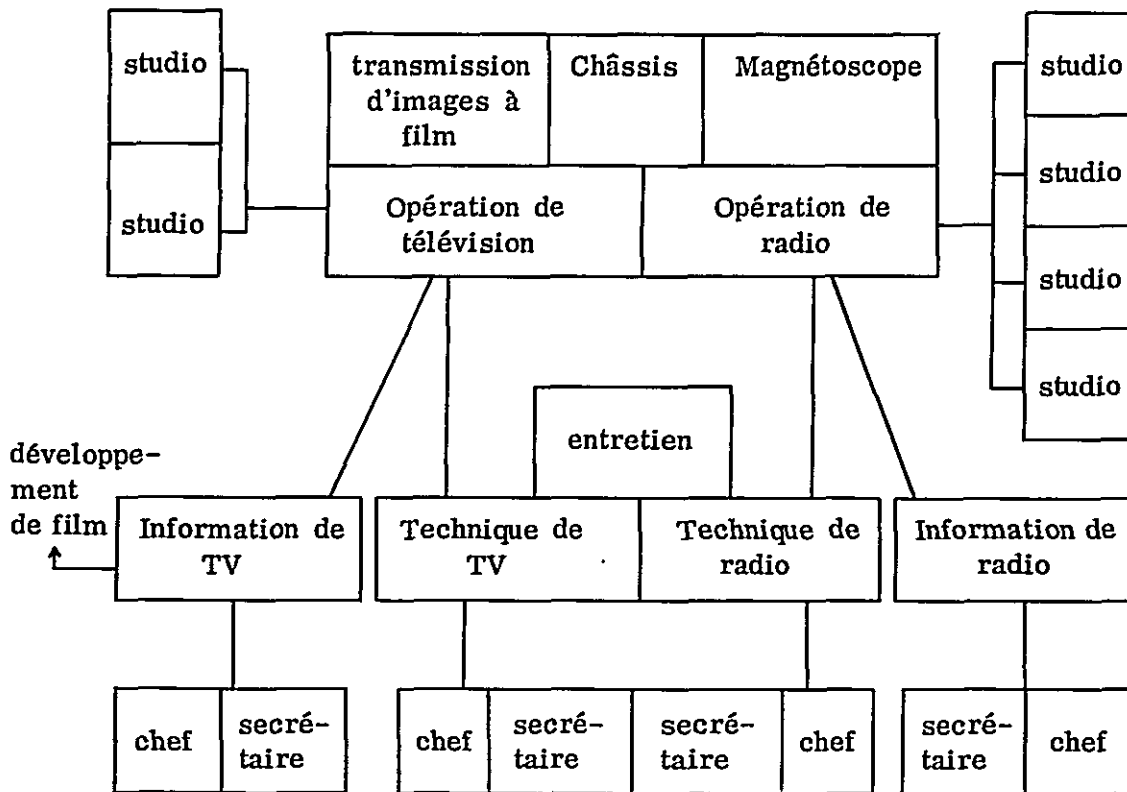 studio
studio
transmission
d'images à
film
Châssis
Magnétoscope
Opération de
télévision
Opération de
radio
studio
studio
studio
studio
entretien
développe-
ment
de film
Information de
TV
Technique de
TV
Technique de
radio
Information de
radio
chef
secré-
taire
chef
secré-
taire
secré-
taire
chef
secré-
taire
chef